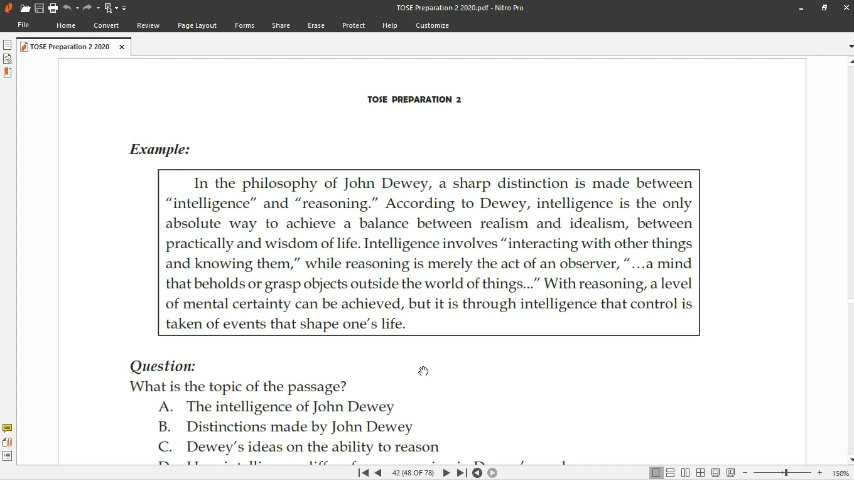 TOSE Preparation 2 2020.pdf - Nitro Pro
File Home Convert Review Page Layout Forms Share Erase Protect Help Customize
TOSE Preparation 2 2020 ×
TOSE PREPARATION 2
Example:
In the philosophy of John Dewey, a sharp distinction is made between
“intelligence” and “reasoning.” According to Dewey, intelligence is the only
absolute way to achieve a balance between realism and idealism, between
practically and wisdom of life. Intelligence involves “interacting with other things
and knowing them,” while reasoning is merely the act of an observer, “…a mind
that beholds or grasp objects outside the world of things...” With reasoning, a level
of mental certainty can be achieved, but it is through intelligence that control is
taken of events that shape one’s life.
Question:
What is the topic of the passage?
A. The intelligence of John Dewey
B. Distinctions made by John Dewey
C. Dewey’s ideas on the ability to reason
42 (48 OF 78)
150%